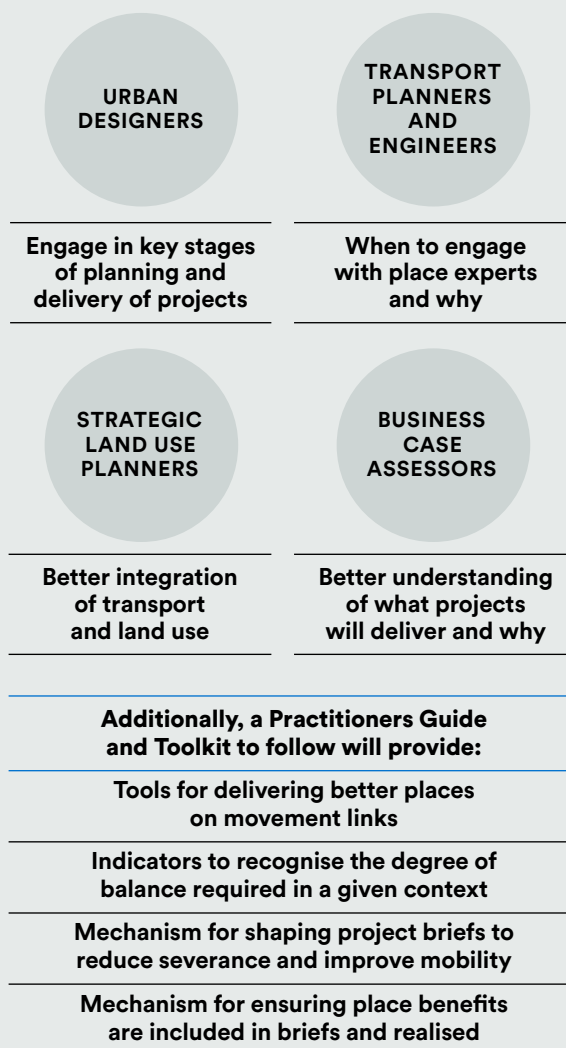 URBAN
DESIGNERS
Engage in key stages
of planning and
delivery of projects
TRANSPORT
PLANNERS
AND
ENGINEERS
When to engage
with place experts
and why
STRATEGIC
LAND USE
PLANNERS
Better integration
of transport
and land use
BUSINESS
CASE
ASSESSORS
Better understanding
of what projects
will deliver and why
Additionally, a Practitioners Guide
and Toolkit to follow will provide:
Tools for delivering better places
on movement links
Indicators to recognise the degree of
balance required in a given context
Mechanism for shaping project briefs to
reduce severance and improve mobility
Mechanism for ensuring place benefits
are included in briefs and realised